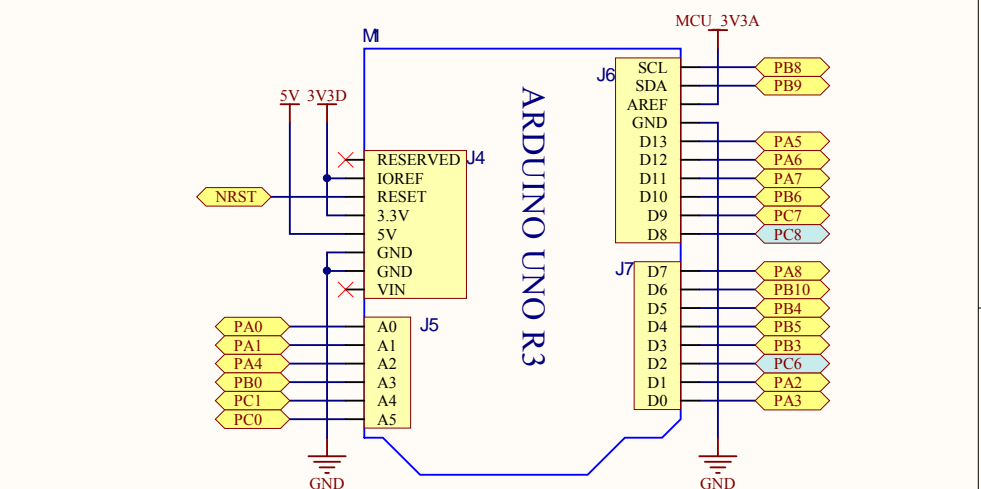 MCU_3V3A
M1
J6
SCL PB8
SDA PB9
AREF
GND
D13 PA5
D12 PA6
D11 PA7
D10 PB6
D9 PC7
D8 PC8
5V 3V3D
ARDUINO UNO R3
J4
RESERVED
IOREF
NRST RESET
3.3V
5V
GND
GND
VIN
J7
D7 PA8
D6 PB10
D5 PB4
D4 PB5
D3 PB3
D2 PC6
D1 PA2
D0 PA3
J5
PA0 A0
PA1 A1
PA4 A2
PB0 A3
PC1 A4
PC0 A5
GND
GND